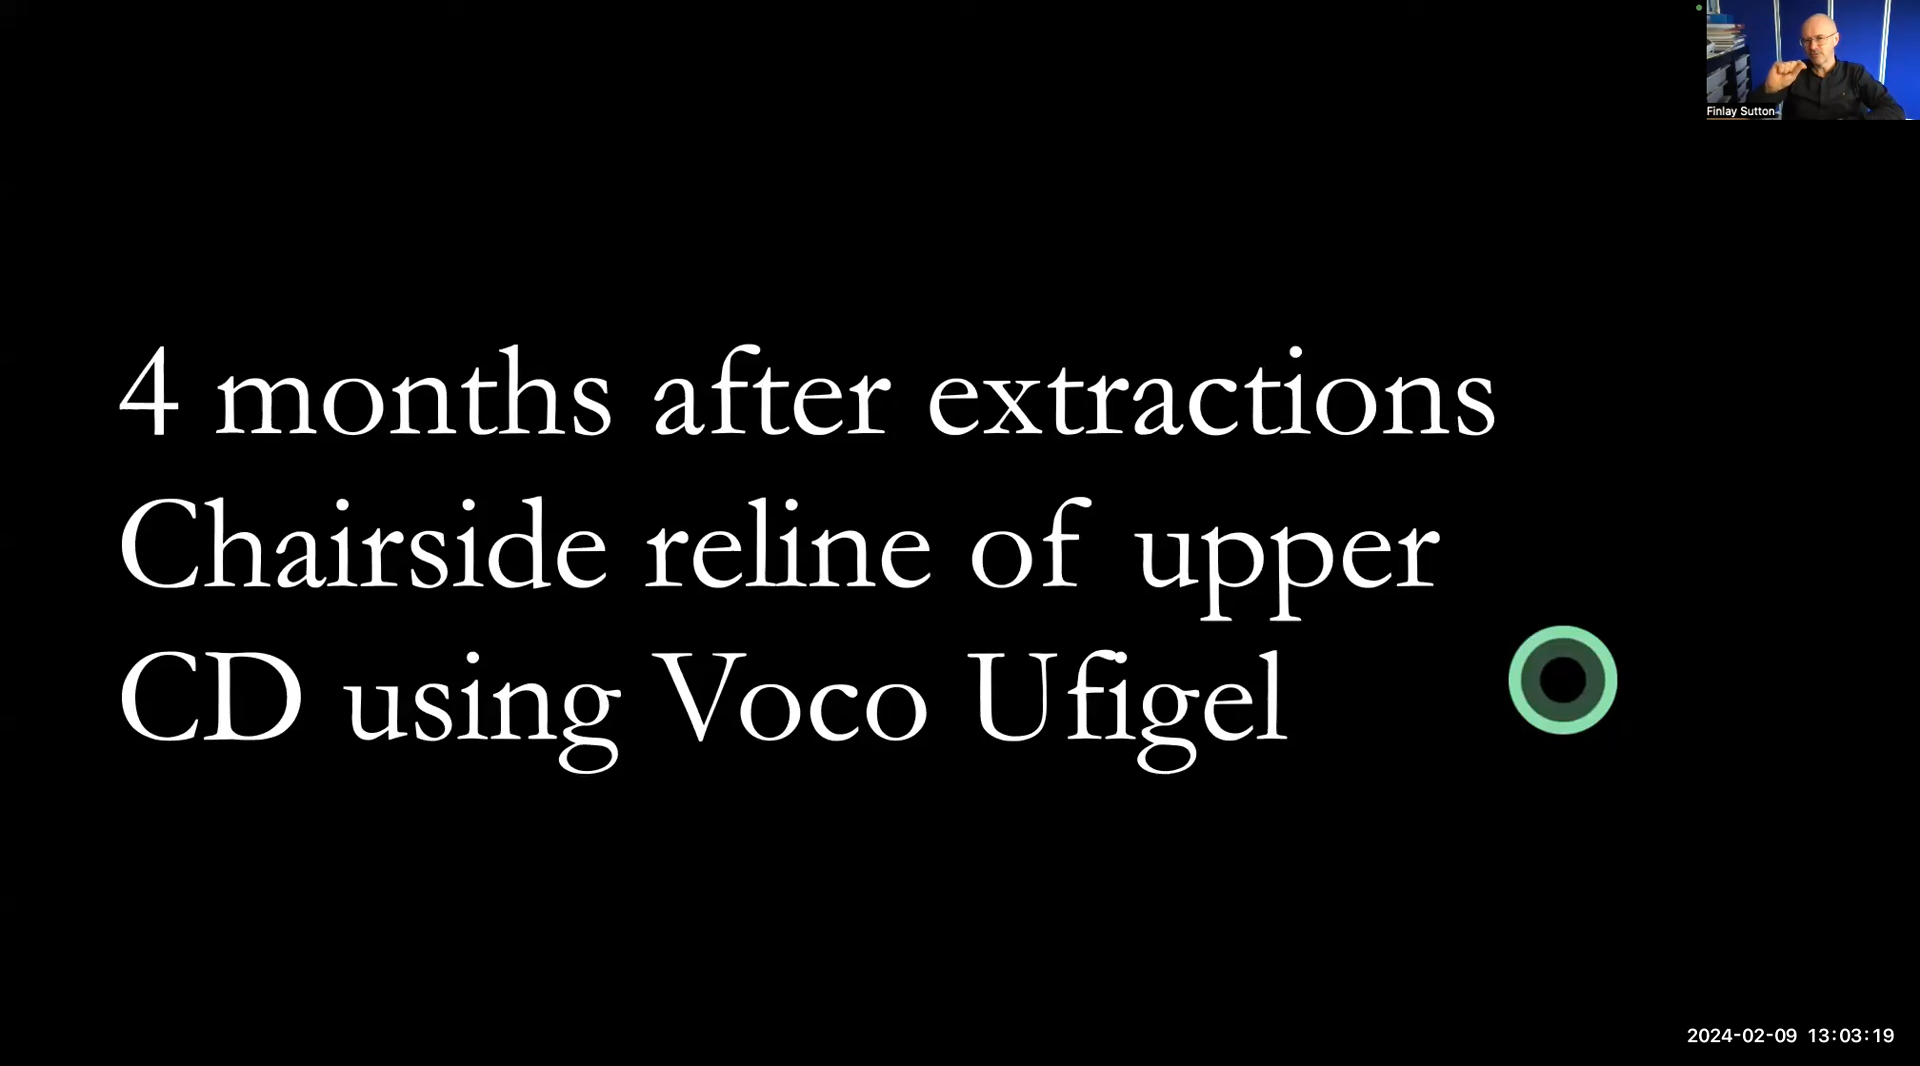 Finlay Sutton
4 months after extractions
Chairside reline of upper
CD using Voco Ufigel
2024-02-09 13:03:19